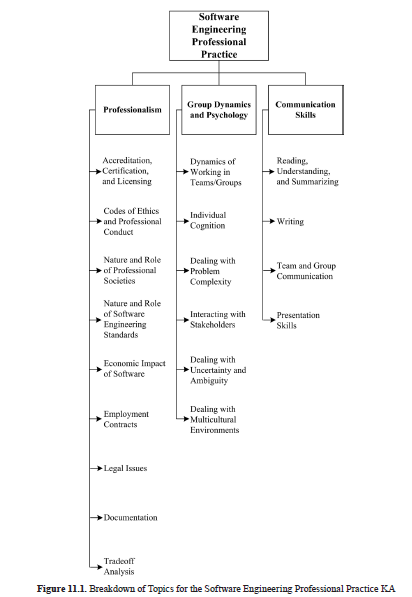 Software
Engineering
Professional
Practice
Professionalism
Accreditation,
Certification,
and Licensing
Codes of Ethics
and Professional
Conduct
Nature and Role
of Professional
Societies
Nature and Role
of Software
Engineering
Standards
Economic Impact
of Software
Employment
Contracts
Legal Issues
Documentation
Tradeoff
Analysis
Group Dynamics
and Psychology
Dynamics of
Working in
Teams/Groups
Individual
Cognition
Dealing with
Problem
Complexity
Interacting with
Stakeholders
Dealing with
Uncertainty and
Ambiguity
Dealing with
Multicultural
Environments
Communication
Skills
Reading,
Understanding,
and Summarizing
Writing
Team and Group
Communication
Presentation
Skills
Figure 11.1. Breakdown of Topics for the Software Engineering Professional Practice KA